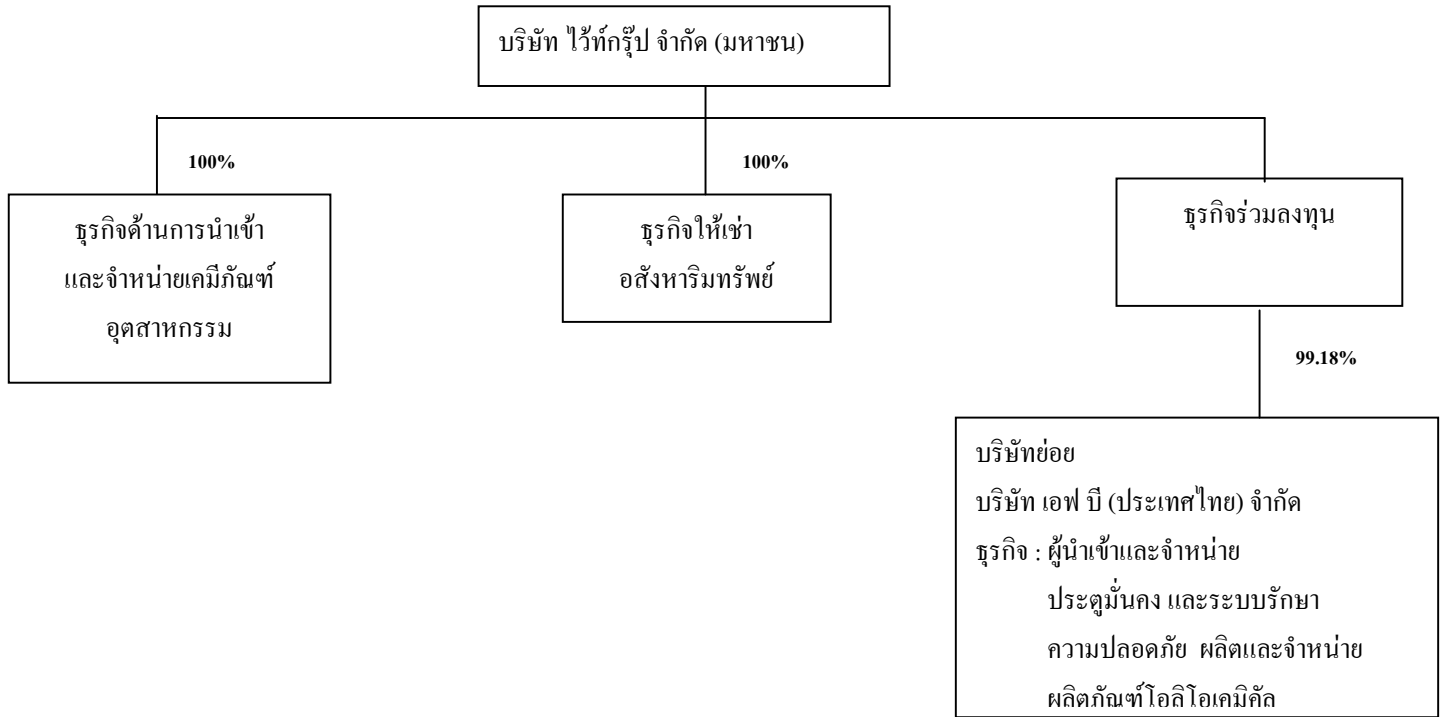 บริษัท ไว้ท์กรุ๊ป จำกัด (มหาชน)
100%
100%
ธุรกิจด้านการนำเข้า
และจำหน่ายเคมีภัณฑ์
อุตสาหกรรม
ธุรกิจให้เช่า
อสังหาริมทรัพย์
ธุรกิจร่วมลงทุน
99.18%
บริษัทย่อย
บริษัท เอฟ บี (ประเทศไทย) จำกัด
ธุรกิจ : ผู้นำเข้าและจำหน่าย
ประตูมั่นคง และระบบรักษา
ความปลอดภัย ผลิตและจำหน่าย
ผลิตภัณฑ์โอลิโอเคมิคัล